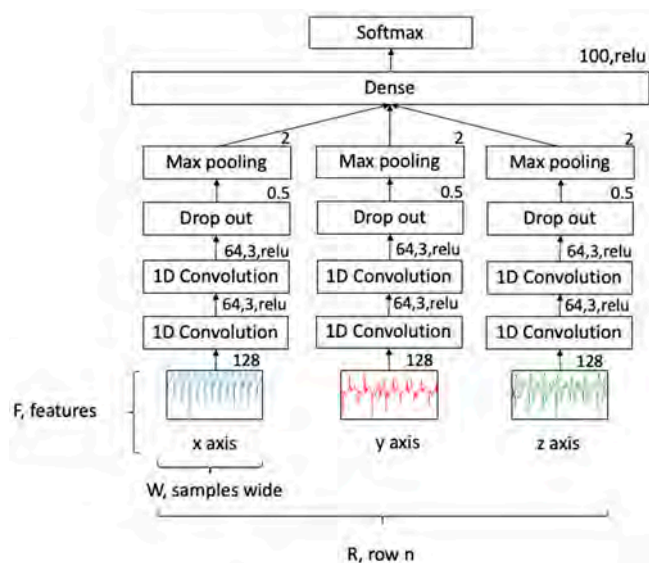 Softmax
100,relu
Dense
2 2 2
Max pooling Max pooling Max pooling
0.5 0.5 0.5
Drop out Drop out Drop out
64,3,relu 64,3,relu 64,3,relu
1D Convolution 1D Convolution 1D Convolution
64,3,relu 64,3,relu 64,3,relu
1D Convolution 1D Convolution 1D Convolution
128 128 128
F, features
x axis y axis z axis
W, samples wide
R, row n